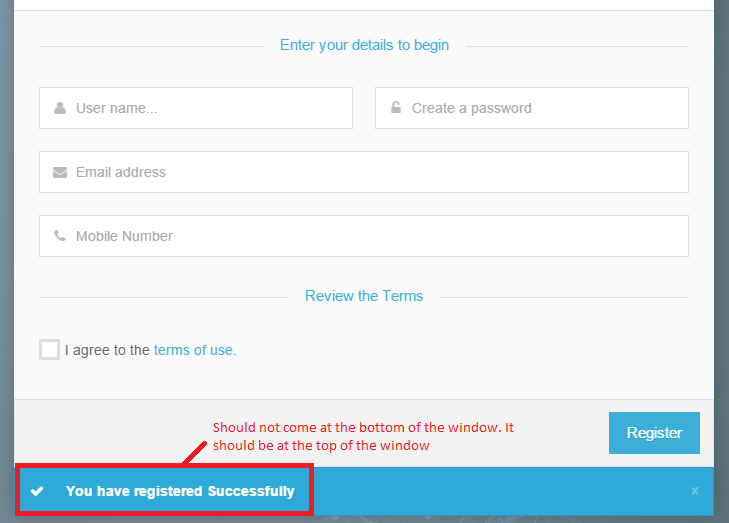 Enter your details to begin
User name...
Create a password
Email address
Mobile Number
Review the Terms
I agree to the terms of use.
Should not come at the bottom of the window. It
should be at the top of the window
Register
You have registered Successfully
x